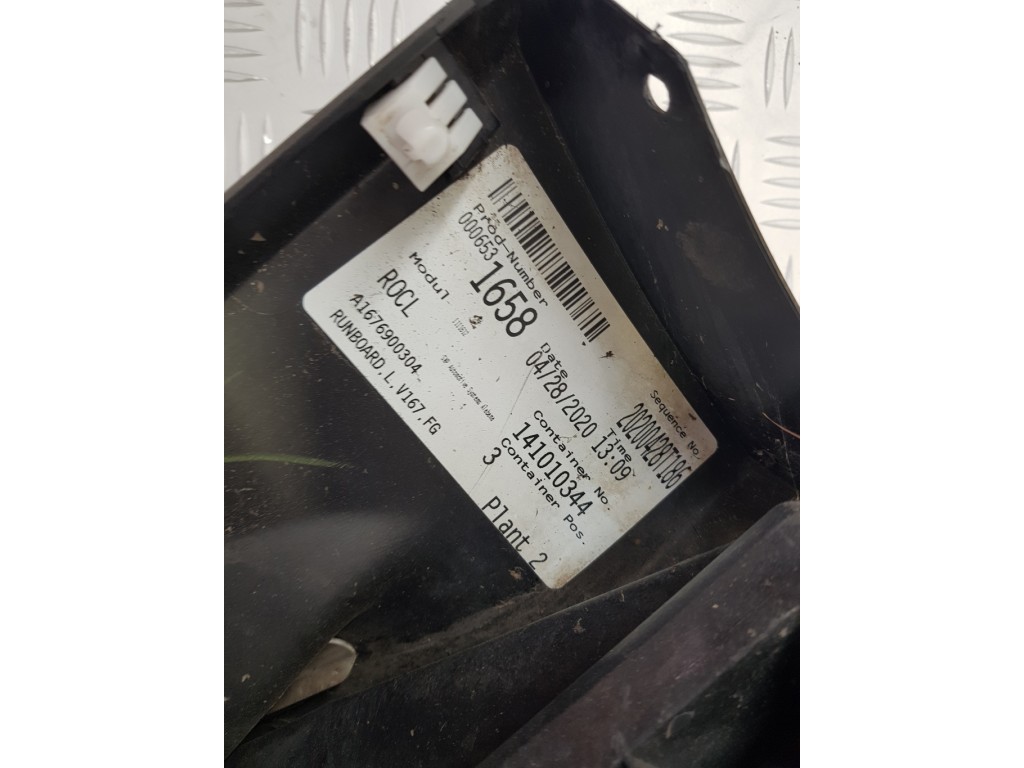 Prod-Number
000653 1658
Modul
ROCL
A1676900304
RUNBOARD,L,V167,FG
Date
04/28/2020
Time
13:09
Sequence No.
Container No.
141010344
Container Pos.
3
Plant 2